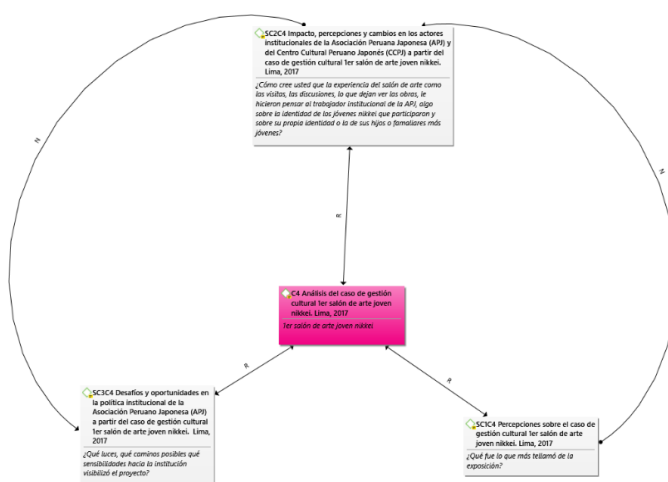 SC2C4 Impacto, percepciones y cambios en los actores
institucionales de la Asociación Peruana Japonesa (APJ) y
del Centro Cultural Peruano Japonés (CCPJ) a partir del
caso de gestión cultural 1er salón de arte joven nikkei.
Lima, 2017
¿Cómo cree usted que la experiencia del salón de arte como
las visitas, las discusiones, lo que dejan ver las obras, le
hicieron pensar al trabajador institucional de la APJ, algo
sobre la identidad de los jóvenes nikkei que participaron y
sobre su propia identidad o la de sus hijos o familiares más
jóvenes?
N
N
R
C4 Análisis del caso de gestión
cultural 1er salón de arte joven
nikkei. Lima, 2017
1er salón de arte joven nikkei
R
R
SC3C4 Desafíos y oportunidades en
la política institucional de la
Asociación Peruano Japonesa (APJ)
a partir del caso de gestión cultural
1er salón de arte joven nikkei. Lima,
2017
¿Qué luces, qué caminos posibles qué
sensibilidades hacia la institución
visibilizó el proyecto?
SC1C4 Percepciones sobre el caso de
gestión cultural 1er salón de arte
joven nikkei. Lima, 2017
¿Qué fue lo que más tellamó de la
exposición?